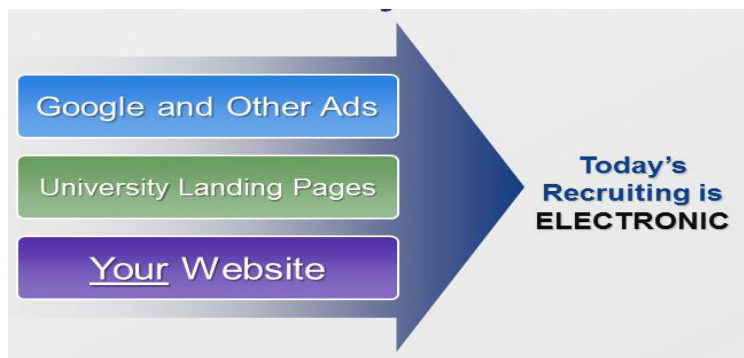 Google and Other Ads
University Landing Pages
Your Website
Today's
Recruiting is
ELECTRONIC